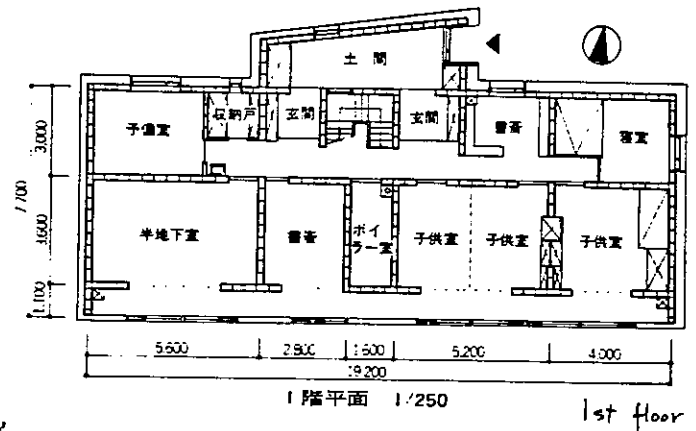 土間
予備室
収納戸
玄関
玄関
書斎
寝室
半地下室
書斎
ボイラー室
子供室
子供室
子供室
3,000
3,600
1,100
7,700
5,600
2,800
1,600
5,200
4,000
19,200
1階平面 1/250
1st floor